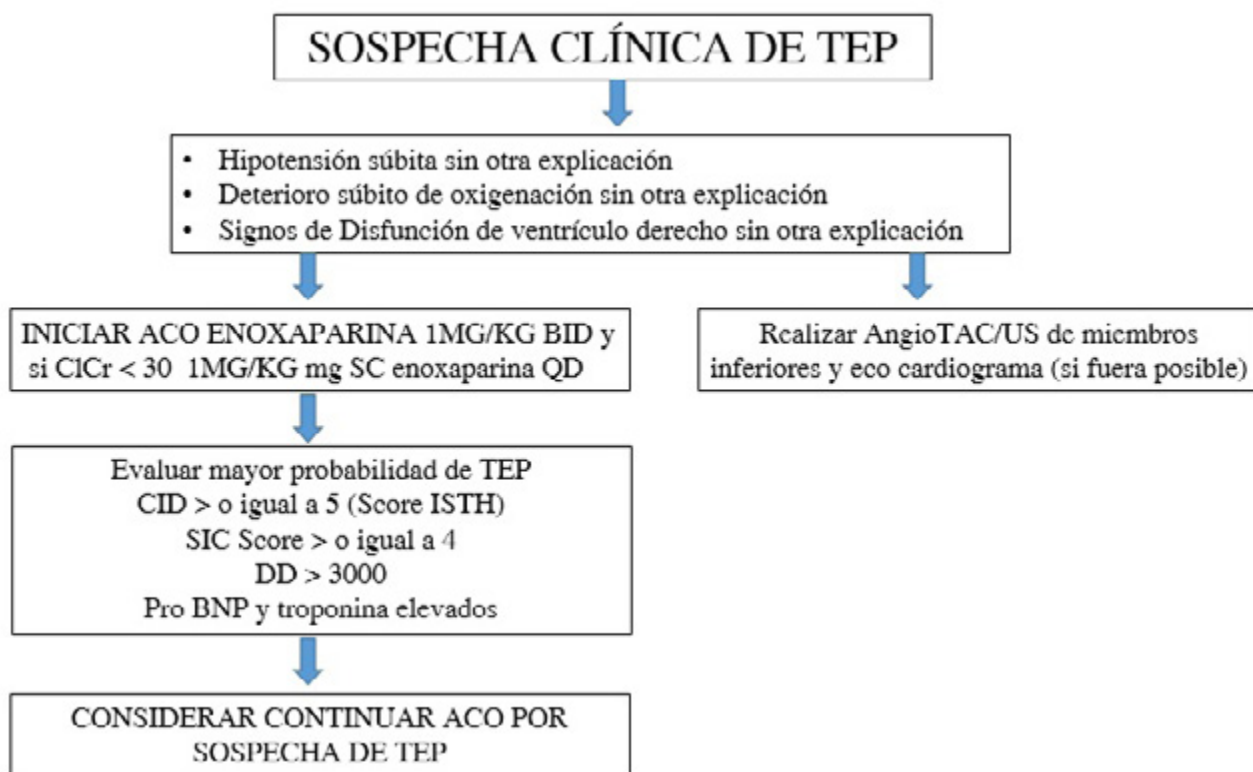 SOSPECHA CLÍNICA DE TEP
• Hipotensión súbita sin otra explicación
• Deterioro súbito de oxigenación sin otra explicación
• Signos de Disfunción de ventrículo derecho sin otra explicación
INICIAR ACO ENOXAPARINA 1MG/KG BID y
si ClCr < 30 1MG/KG mg SC enoxaparina QD
Realizar AngioTAC/US de miembros
inferiores y eco cardiograma (si fuera posible)
Evaluar mayor probabilidad de TEP
CID > o igual a 5 (Score ISTH)
SIC Score > o igual a 4
DD > 3000
Pro BNP y troponina elevados
CONSIDERAR CONTINUAR ACO POR
SOSPECHA DE TEP